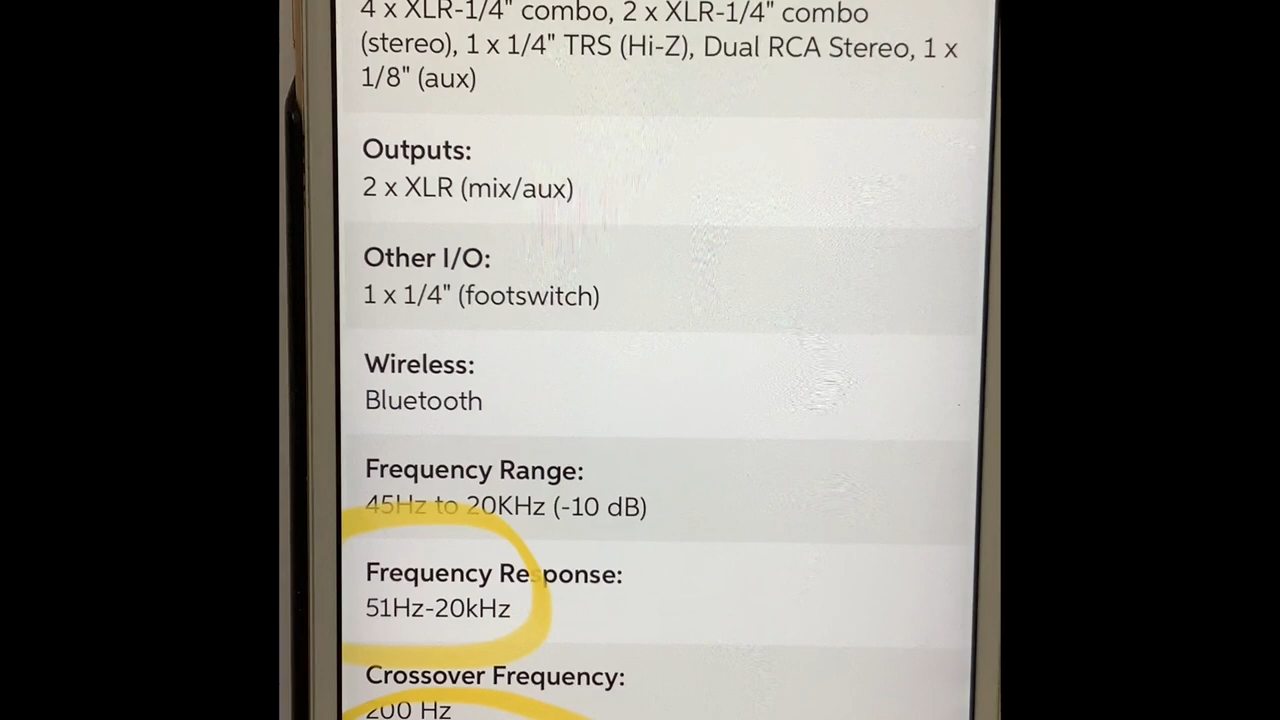 4 x XLR-1/4" combo, 2 x XLR-1/4" combo
(stereo), 1 x 1/4" TRS (Hi-Z), Dual RCA Stereo, 1 x
1/8" (aux)
Outputs:
2 x XLR (mix/aux)
Other I/O:
1 x 1/4" (footswitch)
Wireless:
Bluetooth
Frequency Range:
45Hz to 20KHz (-10 dB)
Frequency Response:
51Hz-20kHz
Crossover Frequency:
200 Hz